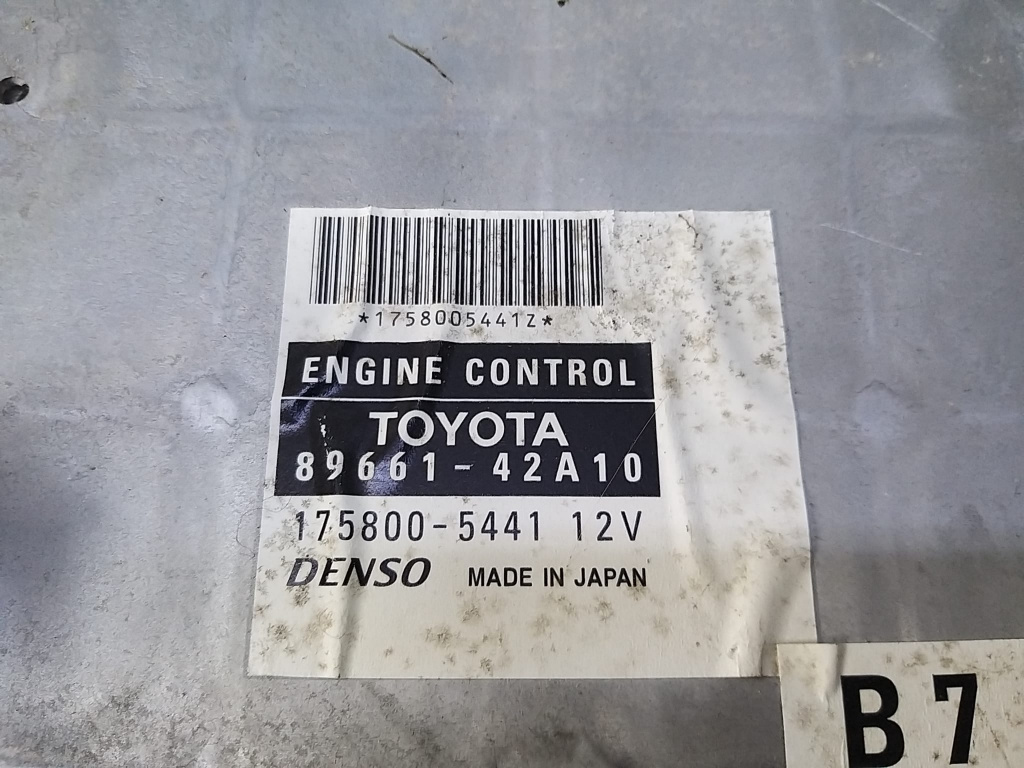 *1758005441Z*
ENGINE CONTROL
TOYOTA
89661-42A10
175800-5441 12V
DENSO MADE IN JAPAN
B7